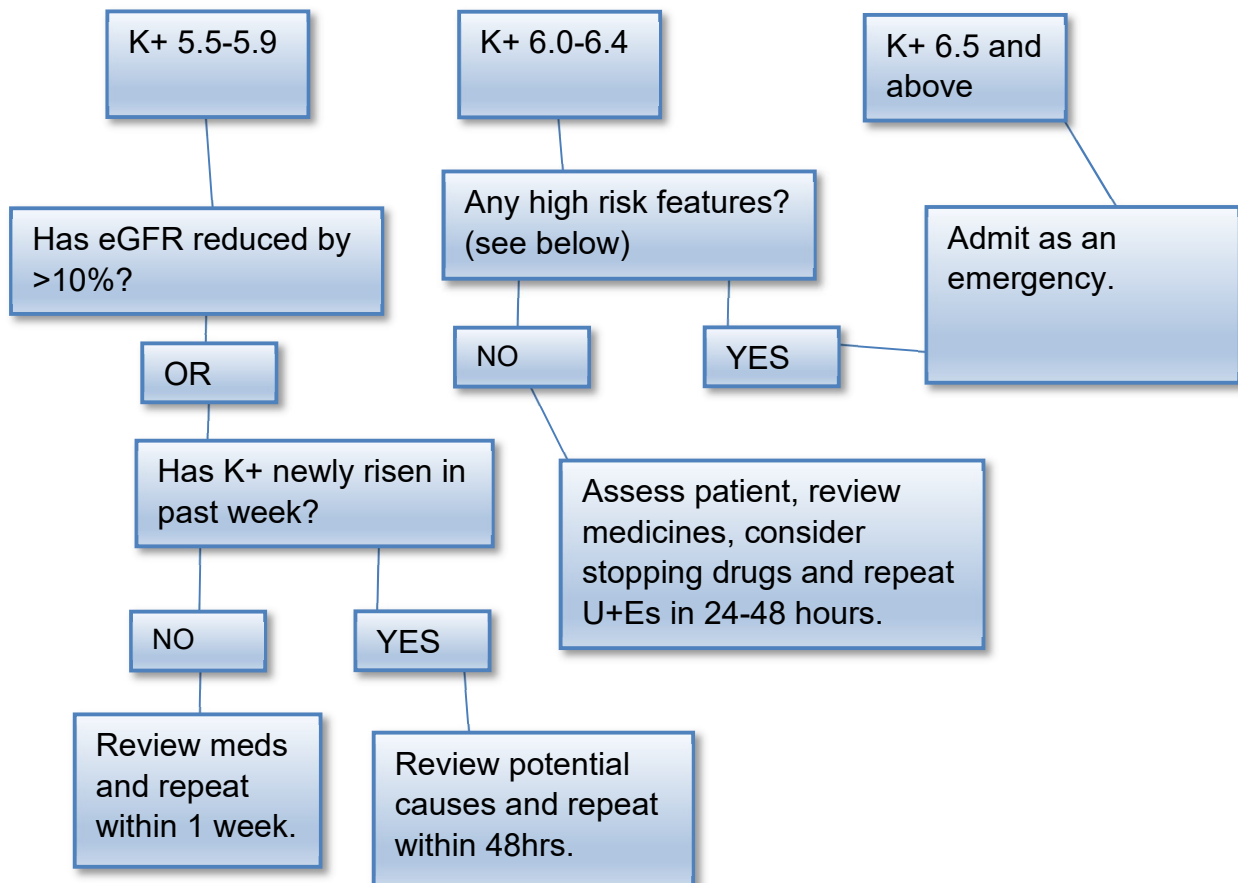 K+ 5.5-5.9
K+ 6.0-6.4
K+ 6.5 and
above
Any high risk features?
(see below)
Has eGFR reduced by
>10%?
Admit as an
emergency.
NO
YES
OR
Has K+ newly risen in
past week?
Assess patient, review
medicines, consider
stopping drugs and repeat
U+Es in 24-48 hours.
NO
YES
Review meds
and repeat
within 1 week.
Review potential
causes and repeat
within 48hrs.